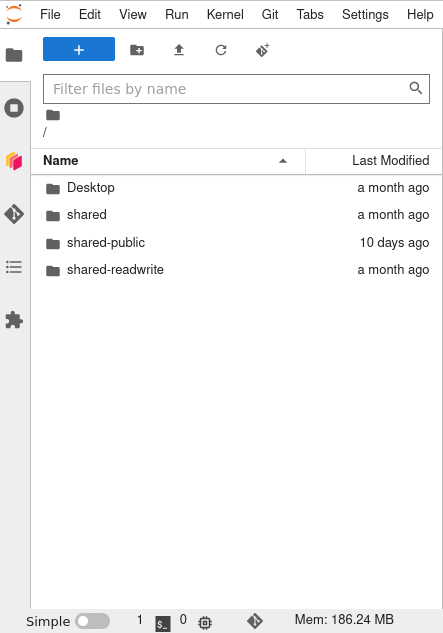 File Edit View Run Kernel Git Tabs Settings Help
+
Filter files by name
/
Name Last Modified
Desktop a month ago
shared a month ago
shared-public 10 days ago
shared-readwrite a month ago
Simple 1 $_ 0 Mem: 186.24 MB